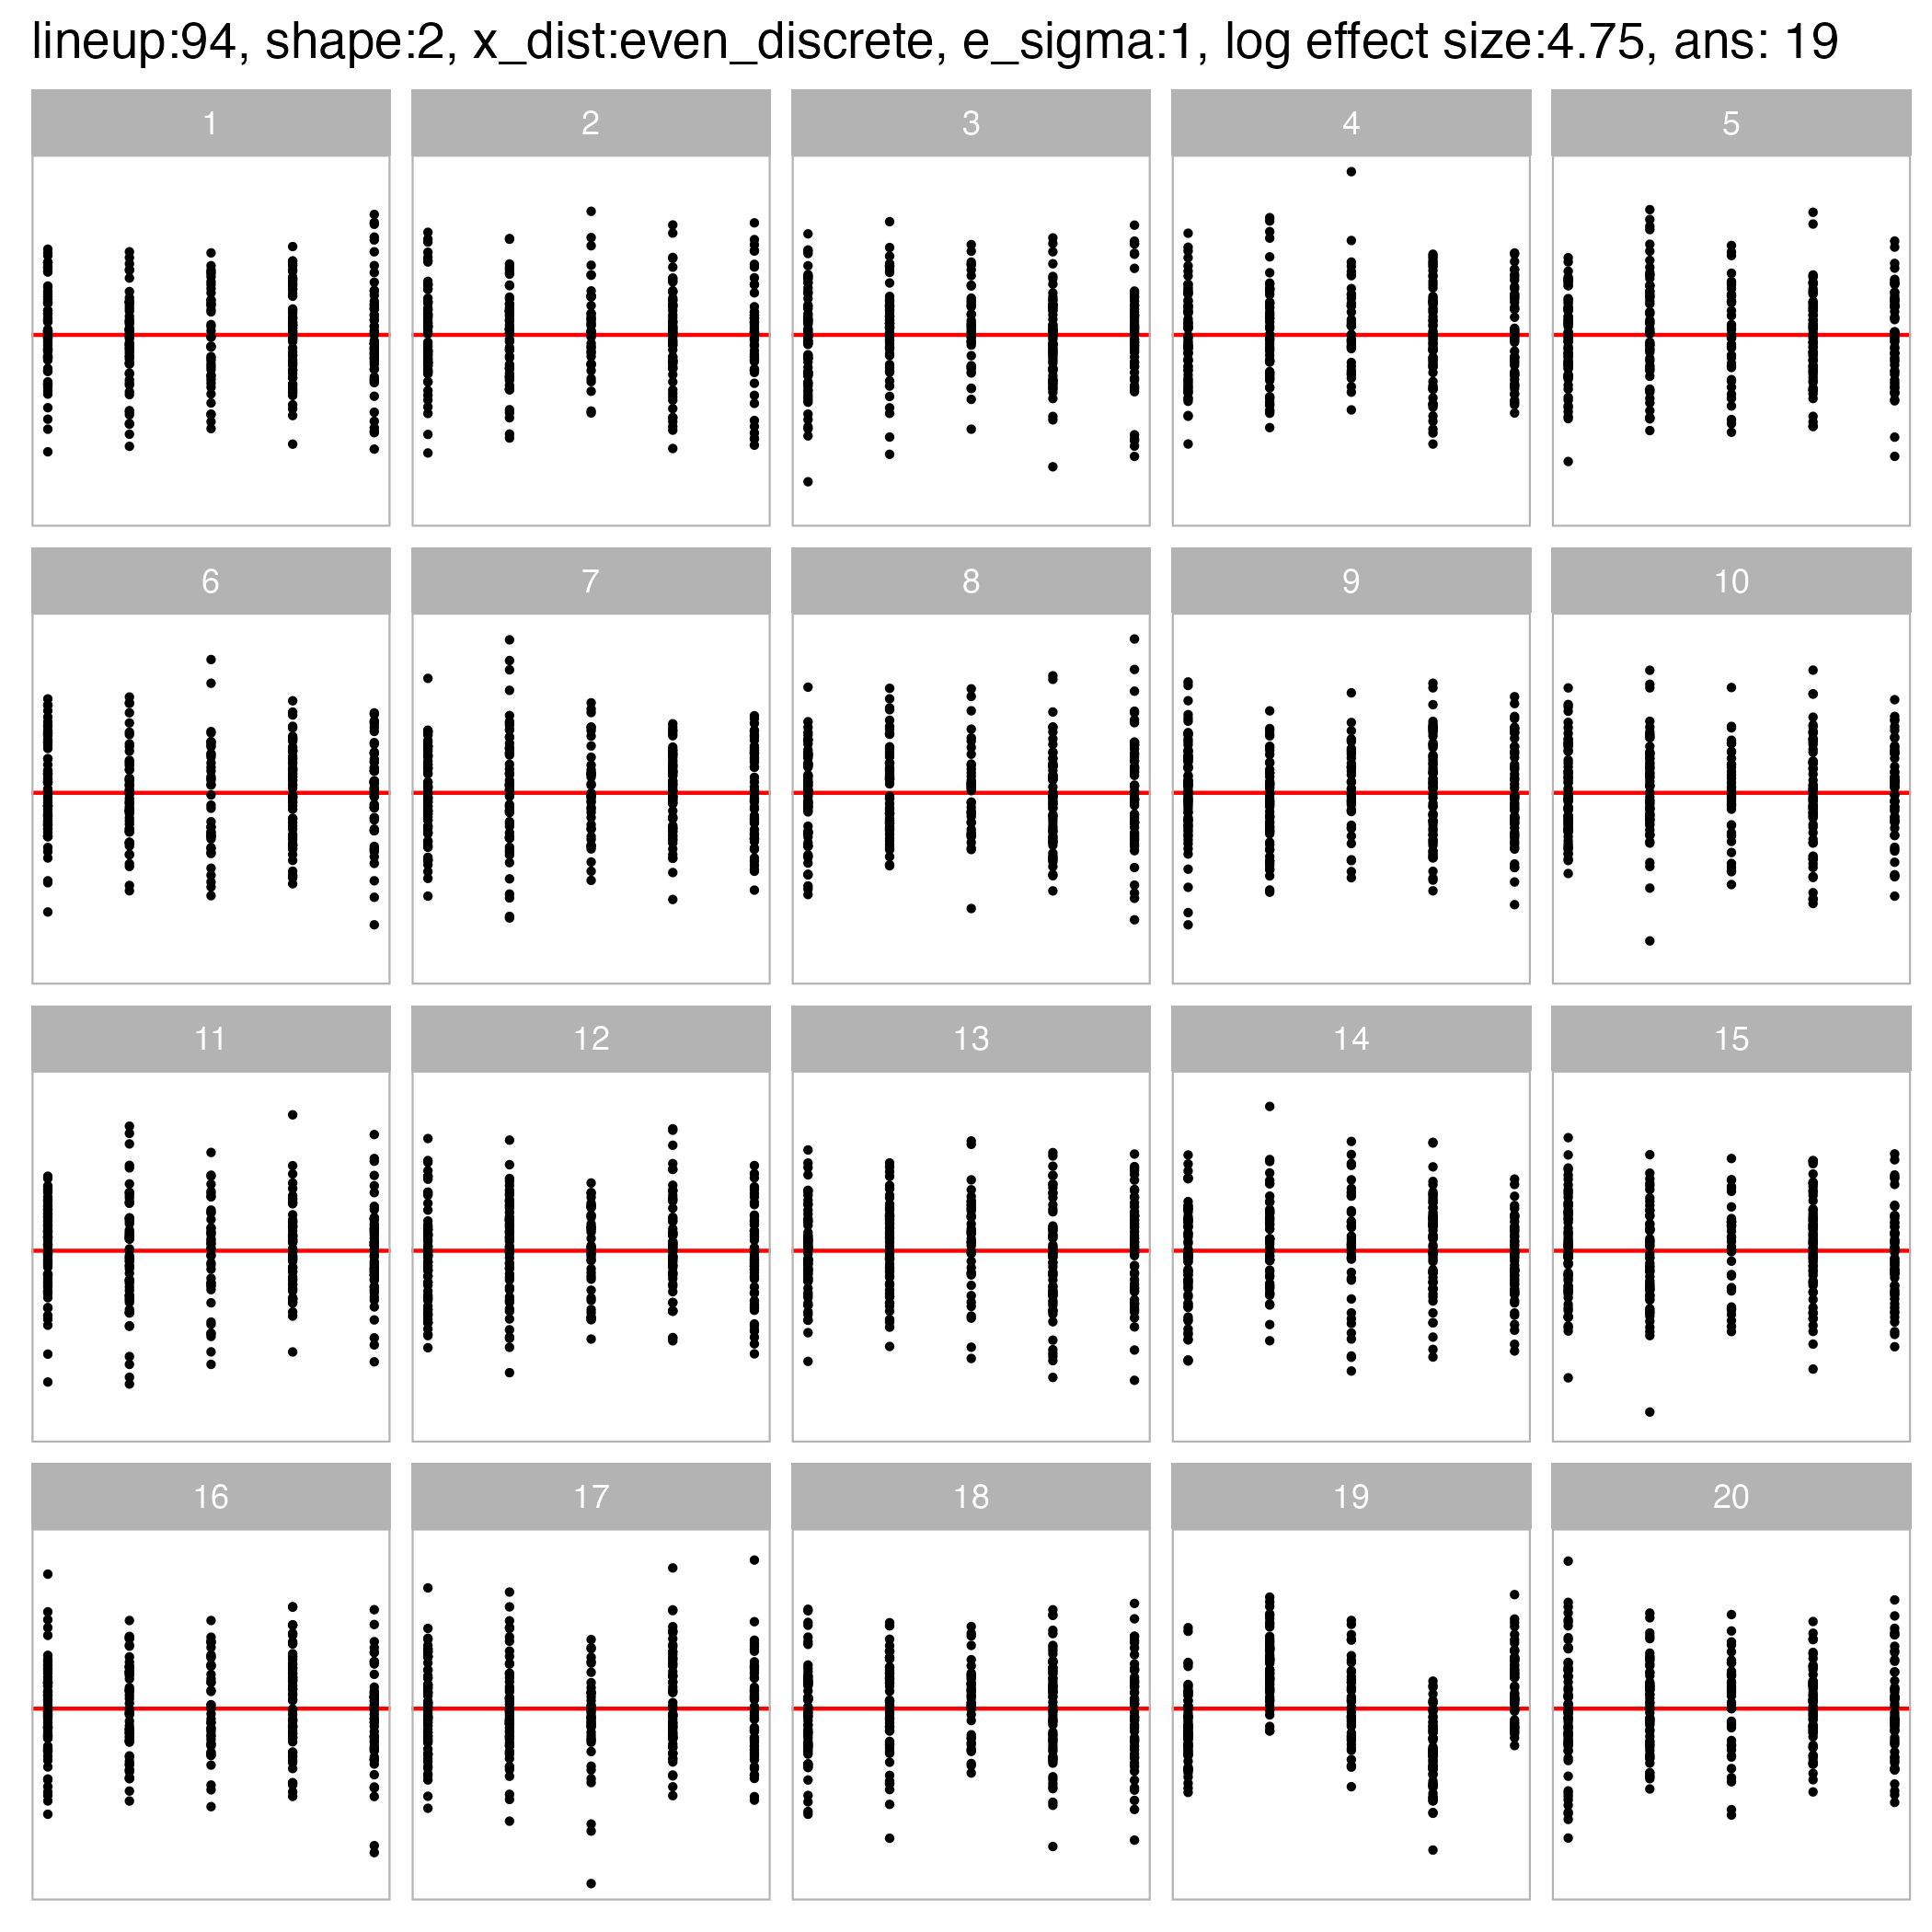 lineup:94, shape:2, x_dist:even_discrete, e_sigma:1, log effect size:4.75, ans: 19
1 2 3 4 5
6 7 8 9 10
11 12 13 14 15
16 17 18 19 20